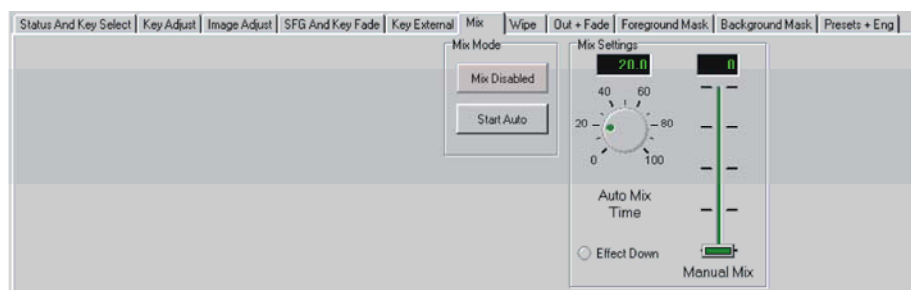 Status And Key Select Key Adjust Image Adjust SFG And Key Fade Key External Mix Wipe Out + Fade Foreground Mask Background Mask Presets + Eng
Mix Mode
Mix Disabled
Start Auto
Mix Settings
20.0 0
40 60
20 80
0 100
Auto Mix
Time
Effect Down
Manual Mix